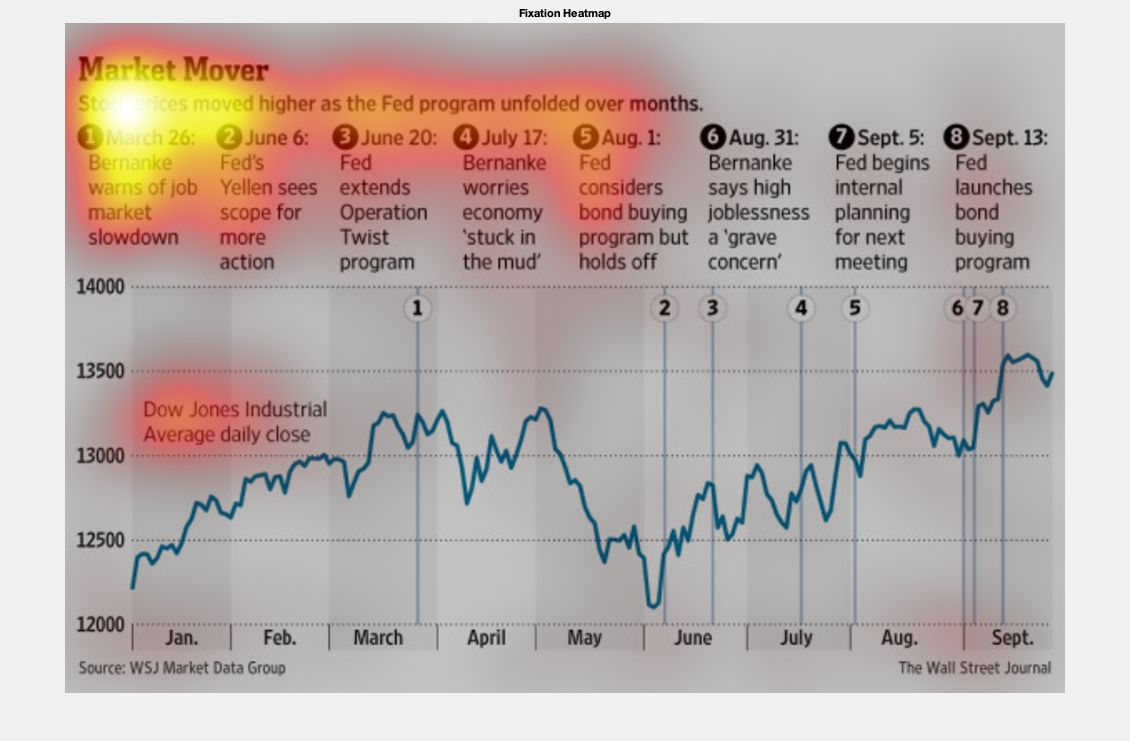 Fixation Heatmap
Market Mover
Stock prices moved higher as the Fed program unfolded over months.
1 March 26:
Bernanke
warns of job
market
slowdown
2 June 6:
Fed's
Yellen sees
scope for
more
action
3 June 20:
Fed
extends
Operation
Twist
program
4 July 17:
Bernanke
worries
economy
'stuck in
the mud'
5 Aug. 1:
Fed
considers
bond buying
program but
holds off
6 Aug. 31:
Bernanke
says high
joblessness
a 'grave
concern'
7 Sept. 5:
Fed begins
internal
planning
for next
meeting
8 Sept. 13:
Fed
launches
bond
buying
program
14000
1 2 3 4 5 6 7 8
13500
Dow Jones Industrial
Average daily close
13000
12500
12000
Jan. Feb. March April May June July Aug. Sept.
Source: WSJ Market Data Group
The Wall Street Journal